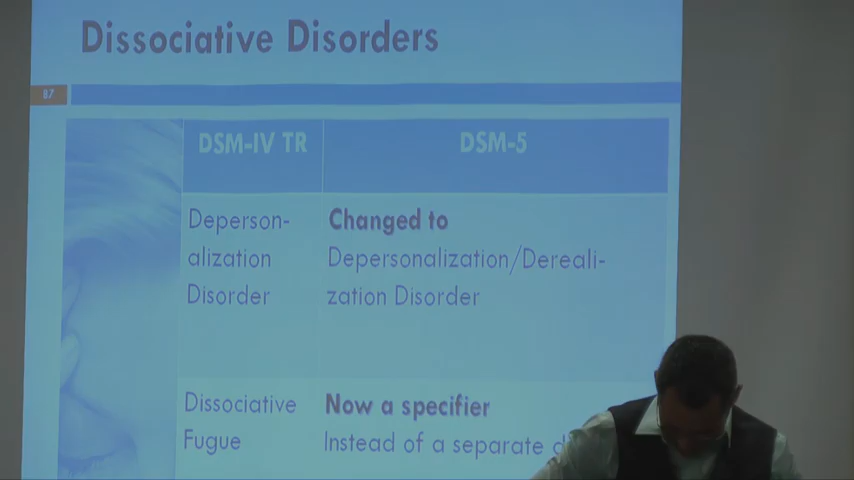 Dissociative Disorders
87
DSM-IV TR
DSM-5
Deperson-
alization
Disorder
Changed to
Depersonalization/Dereali-
zation Disorder
Dissociative
Fugue
Now a specifier
Instead of a separate